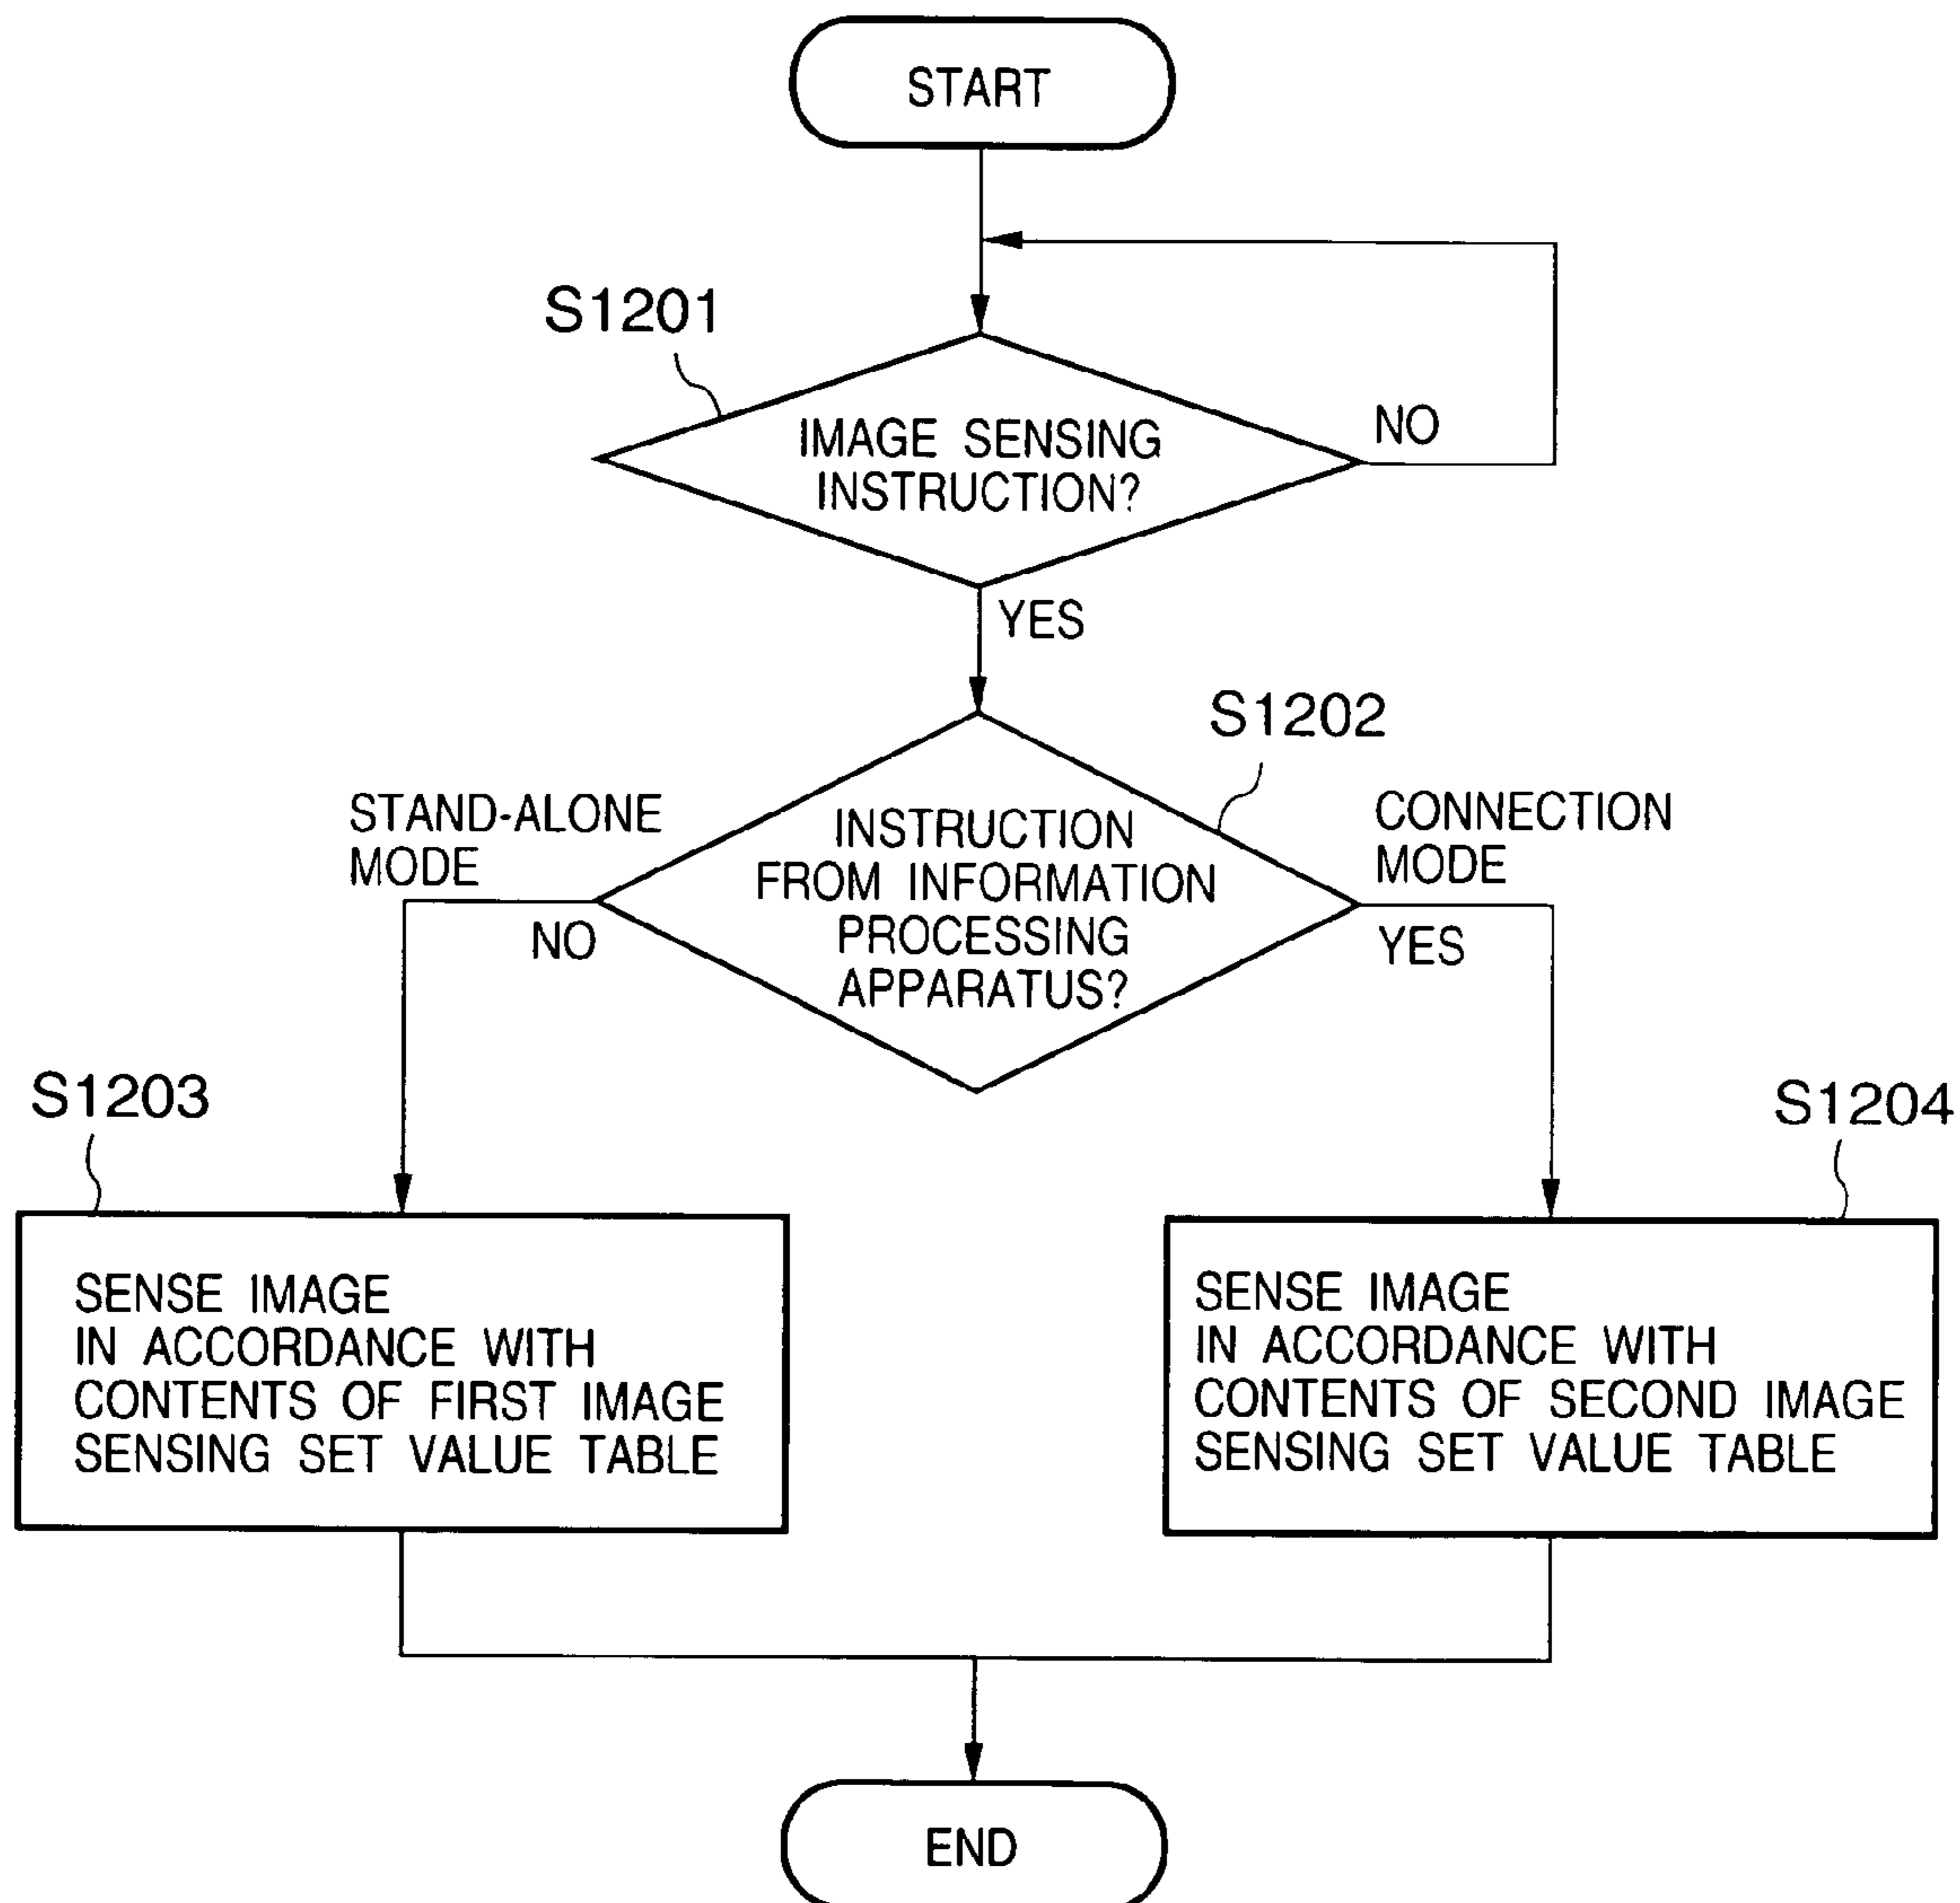 START
S1201
IMAGE SENSING
INSTRUCTION?
NO
YES
S1202
STAND-ALONE
MODE
INSTRUCTION
FROM INFORMATION
PROCESSING
APPARATUS?
CONNECTION
MODE
NO
YES
S1203
S1204
SENSE IMAGE
IN ACCORDANCE WITH
CONTENTS OF FIRST IMAGE
SENSING SET VALUE TABLE
SENSE IMAGE
IN ACCORDANCE WITH
CONTENTS OF SECOND IMAGE
SENSING SET VALUE TABLE
END